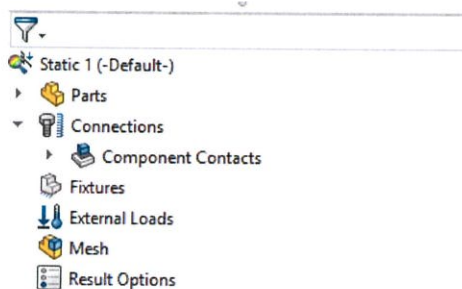 Static 1 (-Default-)
Parts
Connections
Component Contacts
Fixtures
External Loads
Mesh
Result Options